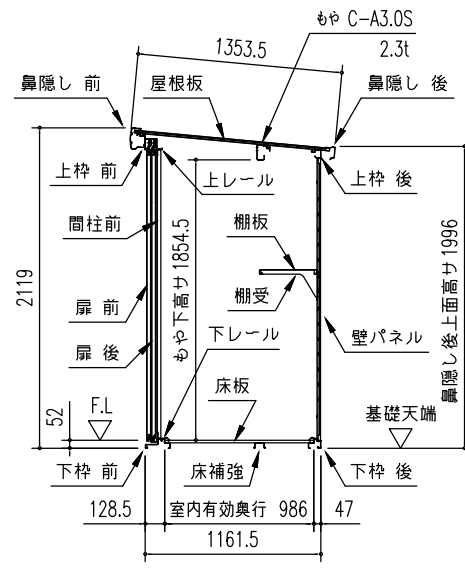 もや C-A3.0S
2.3t
1353.5
鼻隠し 前
屋根板
鼻隠し 後
上枠 前
上レール
上枠 後
間柱前
棚板
棚受
もや下高サ1854.5
鼻隠し後上面高サ1996
2119
扉 前
扉 後
下レール
壁パネル
床板
52
F.L
基礎天端
下枠 前
床補強
下枠 後
128.5
室内有効奥行 986
47
1161.5